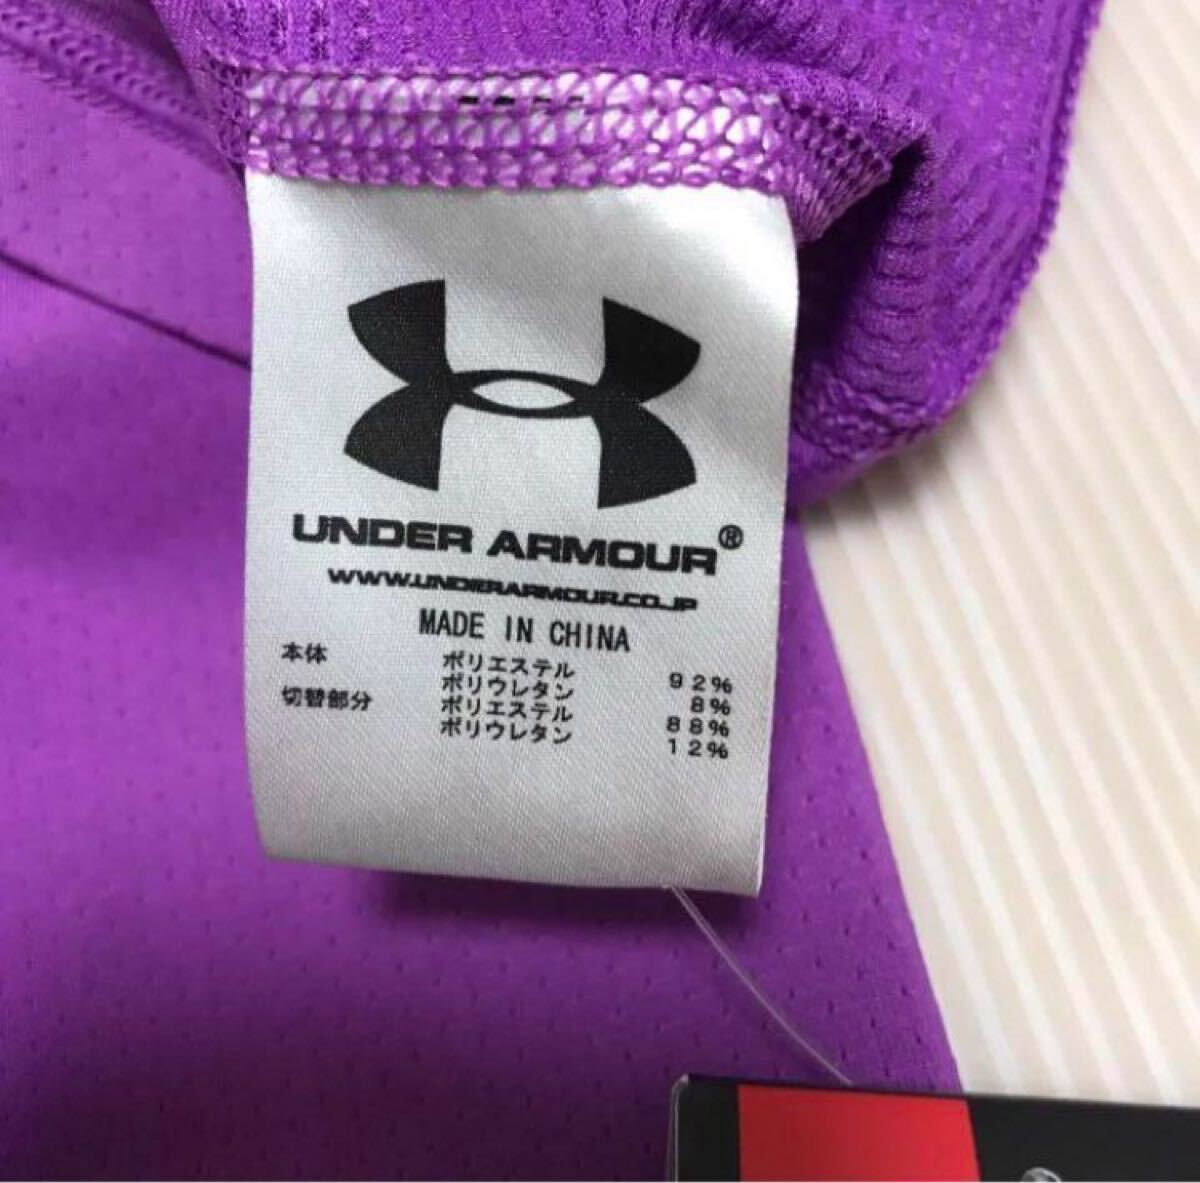 UNDER ARMOUR®
WWW.UNDERARMOUR.CO.JP
MADE IN CHINA
本体 ポリエステル 92%
ポリウレタン 8%
切替部分 ポリエステル 88%
ポリウレタン 12%